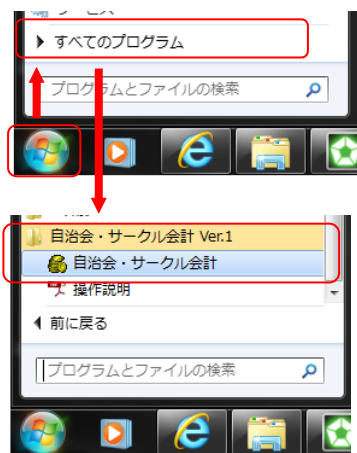 すべてのプログラム
プログラムとファイルの検索
自治会・サークル会計 Ver.1
自治会・サークル会計
操作説明
前に戻る
プログラムとファイルの検索